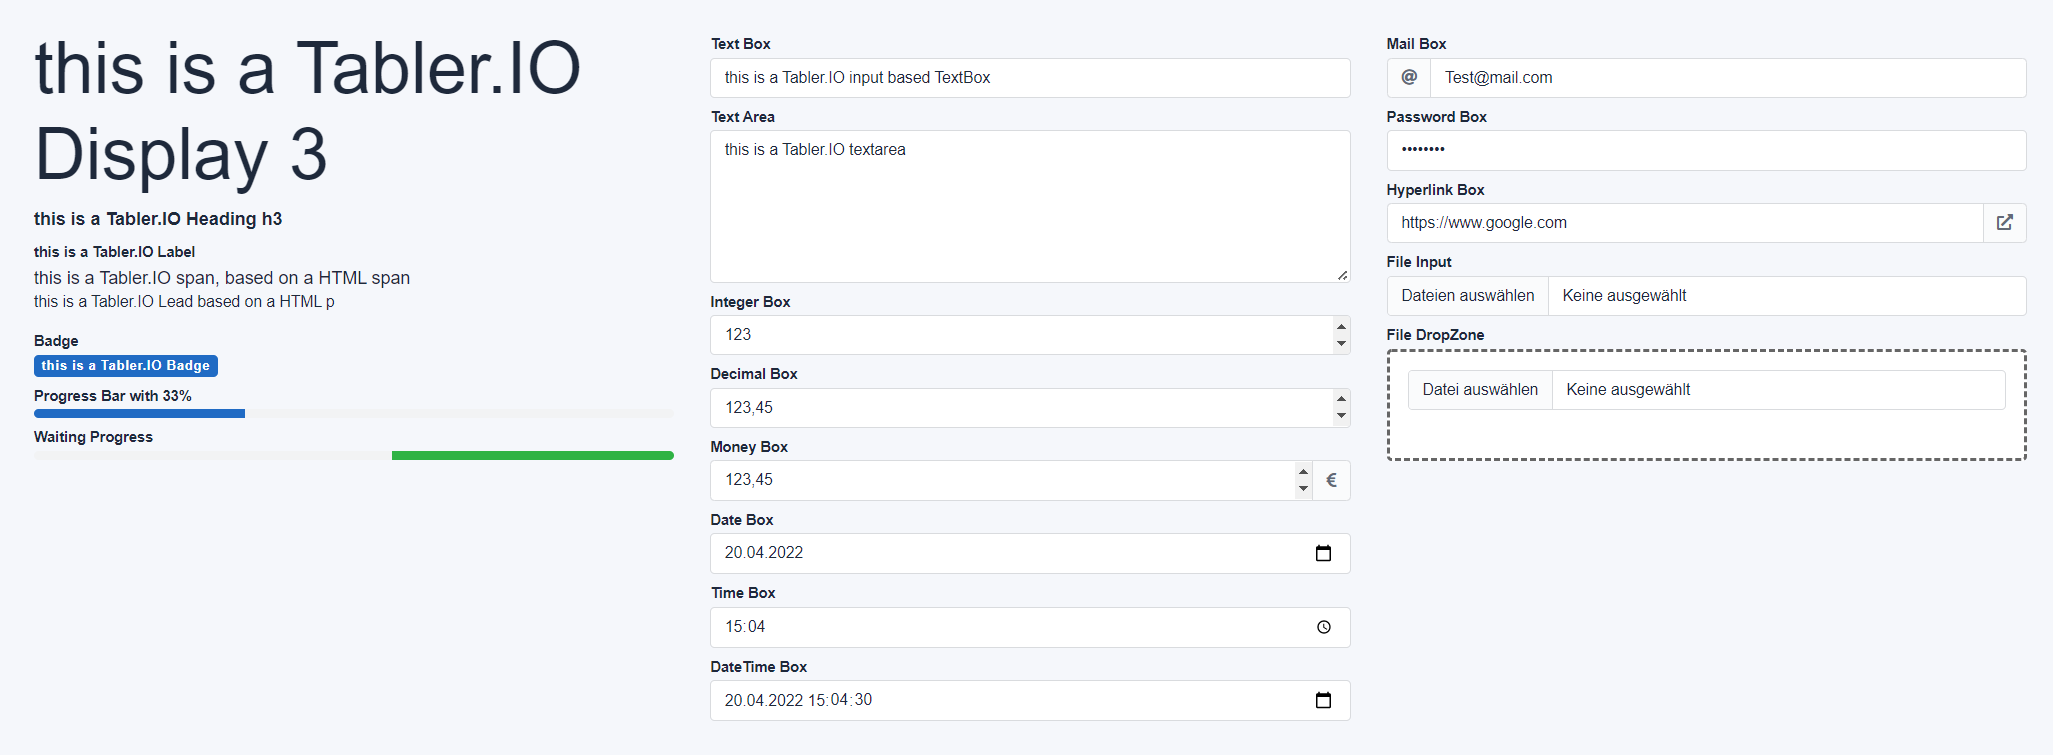 this is a Tabler.IO
Display 3
this is a Tabler.IO Heading h3
this is a Tabler.IO Label
this is a Tabler.IO span, based on a HTML span
this is a Tabler.IO Lead based on a HTML p
Badge
this is a Tabler.IO Badge
Progress Bar with 33%
Waiting Progress
Text Box
this is a Tabler.IO input based TextBox
Text Area
this is a Tabler.IO textarea
Integer Box
123
Decimal Box
123,45
Money Box
123,45 €
Date Box
20.04.2022
Time Box
15:04
DateTime Box
20.04.2022 15:04:30
Mail Box
@ Test@mail.com
Password Box
••••••••
Hyperlink Box
https://www.google.com
File Input
Dateien auswählen Keine ausgewählt
File DropZone
Datei auswählen Keine ausgewählt